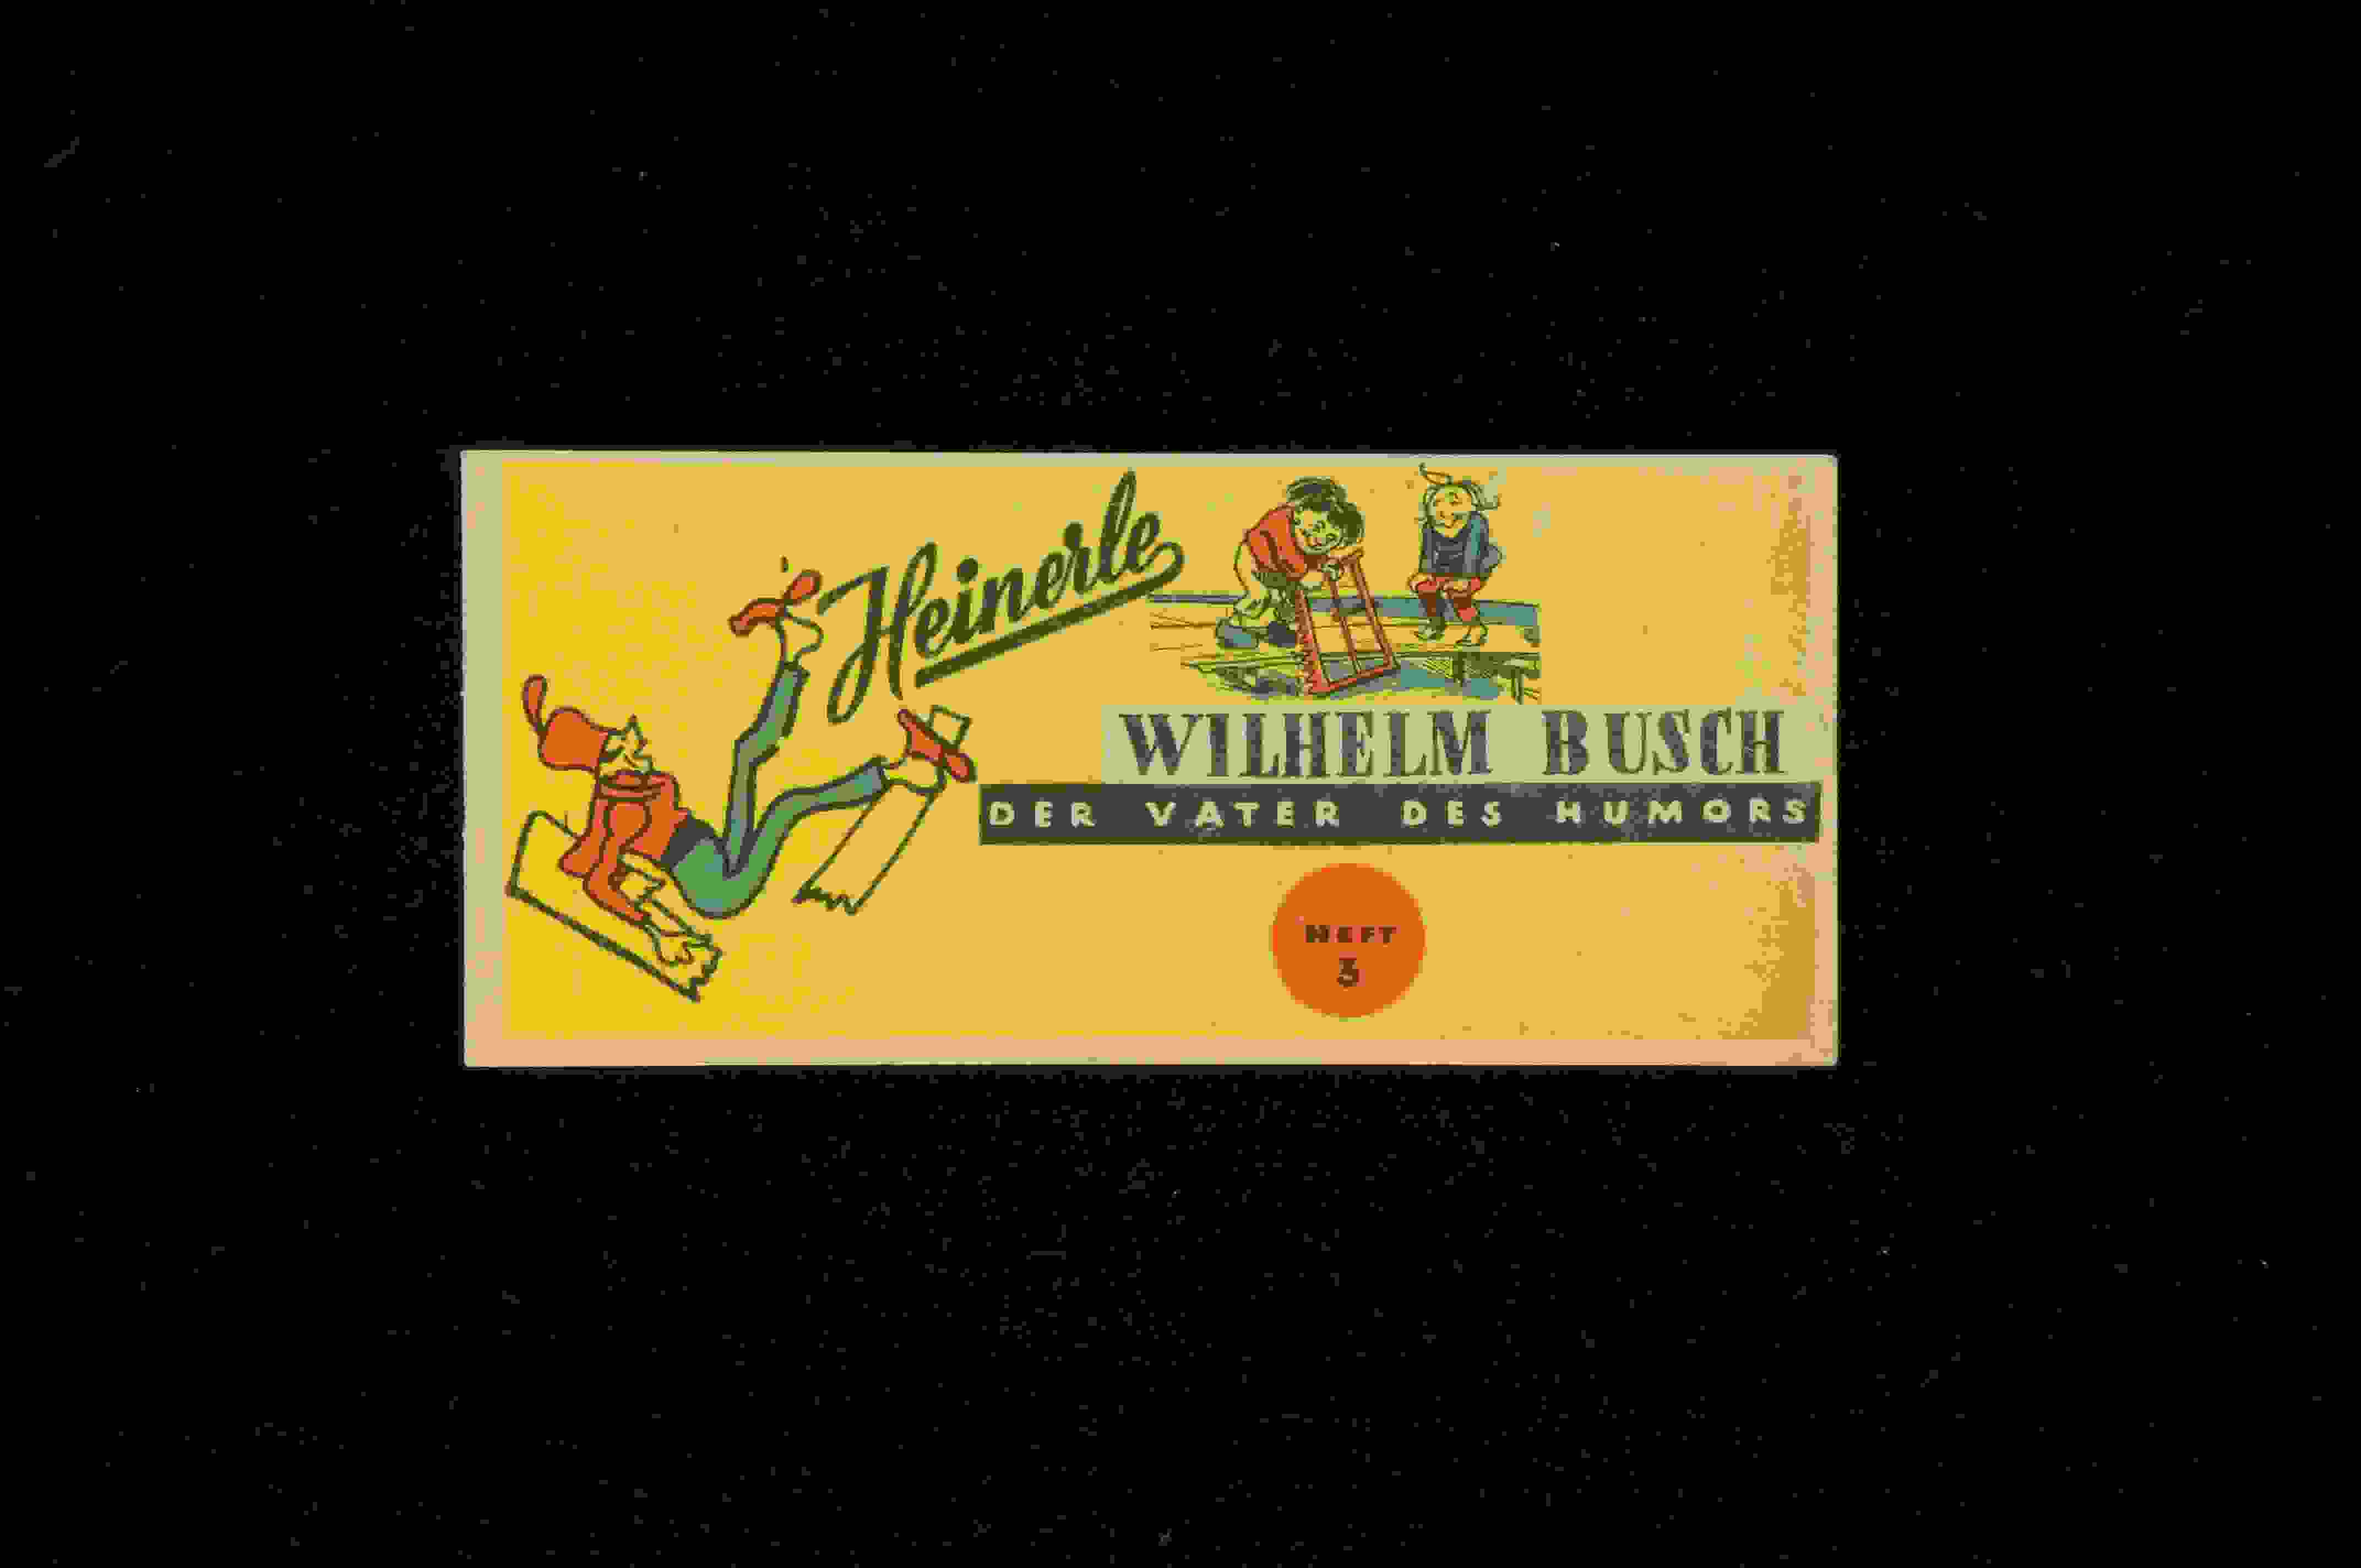 Heinerle
WILHELM BUSCH
DER VATER DES HUMORS
HEFT
3